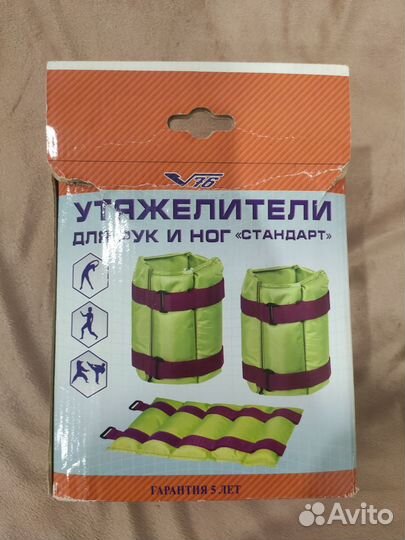 V76
УТЯЖЕЛИТЕЛИ
ДЛЯ РУК И НОГ «СТАНДАРТ»
ГАРАНТИЯ 5 ЛЕТ
Avito